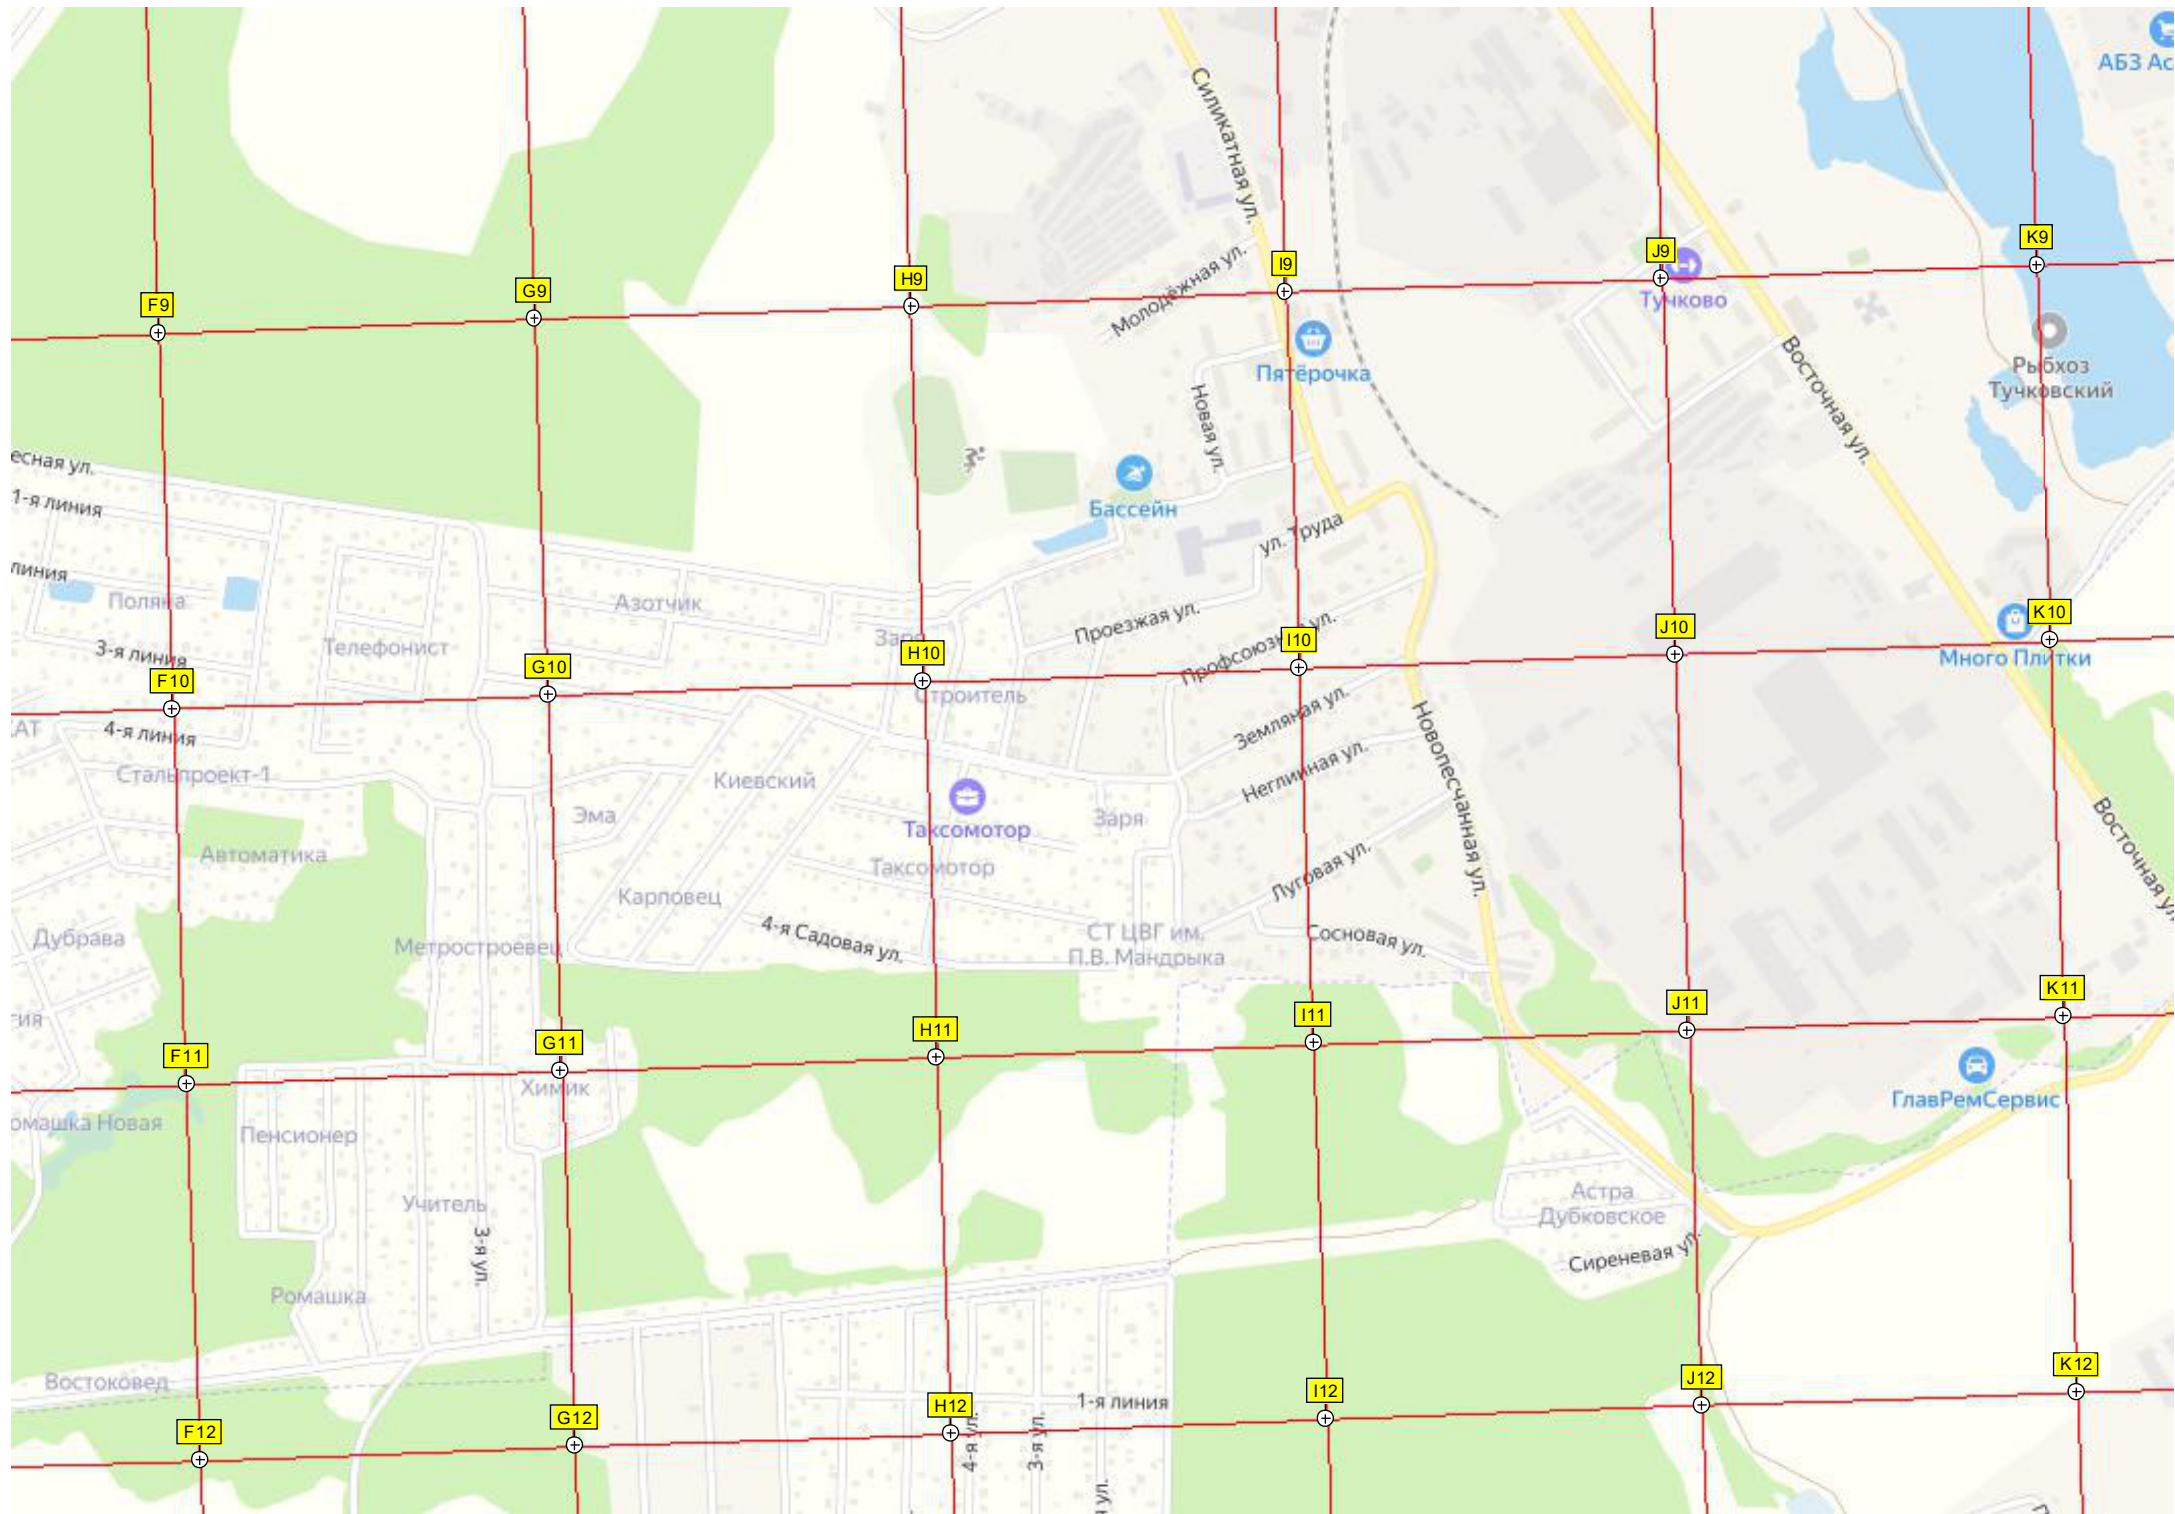 АБЗ Ас
Силикатная ул.
K9
J9
I9
H9
G9
F9
Молодёжная ул.
Тучково
Пятёрочка
Восточная ул.
Рыбхоз
Тучковский
Новая ул.
есная ул.
1-я линия
Бассейн
ул. Труда
линия
Поляна
Азотчик
Проезжая ул.
Телефонист
Заря
3-я линия
K10
J10
I10
H10
G10
F10
Профсоюзная ул.
Много Плитки
Строитель
АТ
4-я линия
Земляная ул.
Новопесчанная ул.
Стальпроект-1
Киевский
Неглинная ул.
Эма
Таксомотор
Заря
Восточная ул.
Автоматика
Таксомотор
Луговая ул.
Карповец
4-я Садовая ул.
СТ ЦВГ им.
П.В. Мандрыка
Сосновая ул.
Дубрава
Метростроевец
гия
K11
J11
I11
H11
G11
F11
Химик
ГлавРемСервис
омашка Новая
Пенсионер
Учитель
3-я ул.
Астра
Дубковское
Сиреневая ул.
Ромашка
Востоковед
K12
J12
I12
H12
G12
F12
1-я линия
4-я ул.
3-я ул.
я ул.